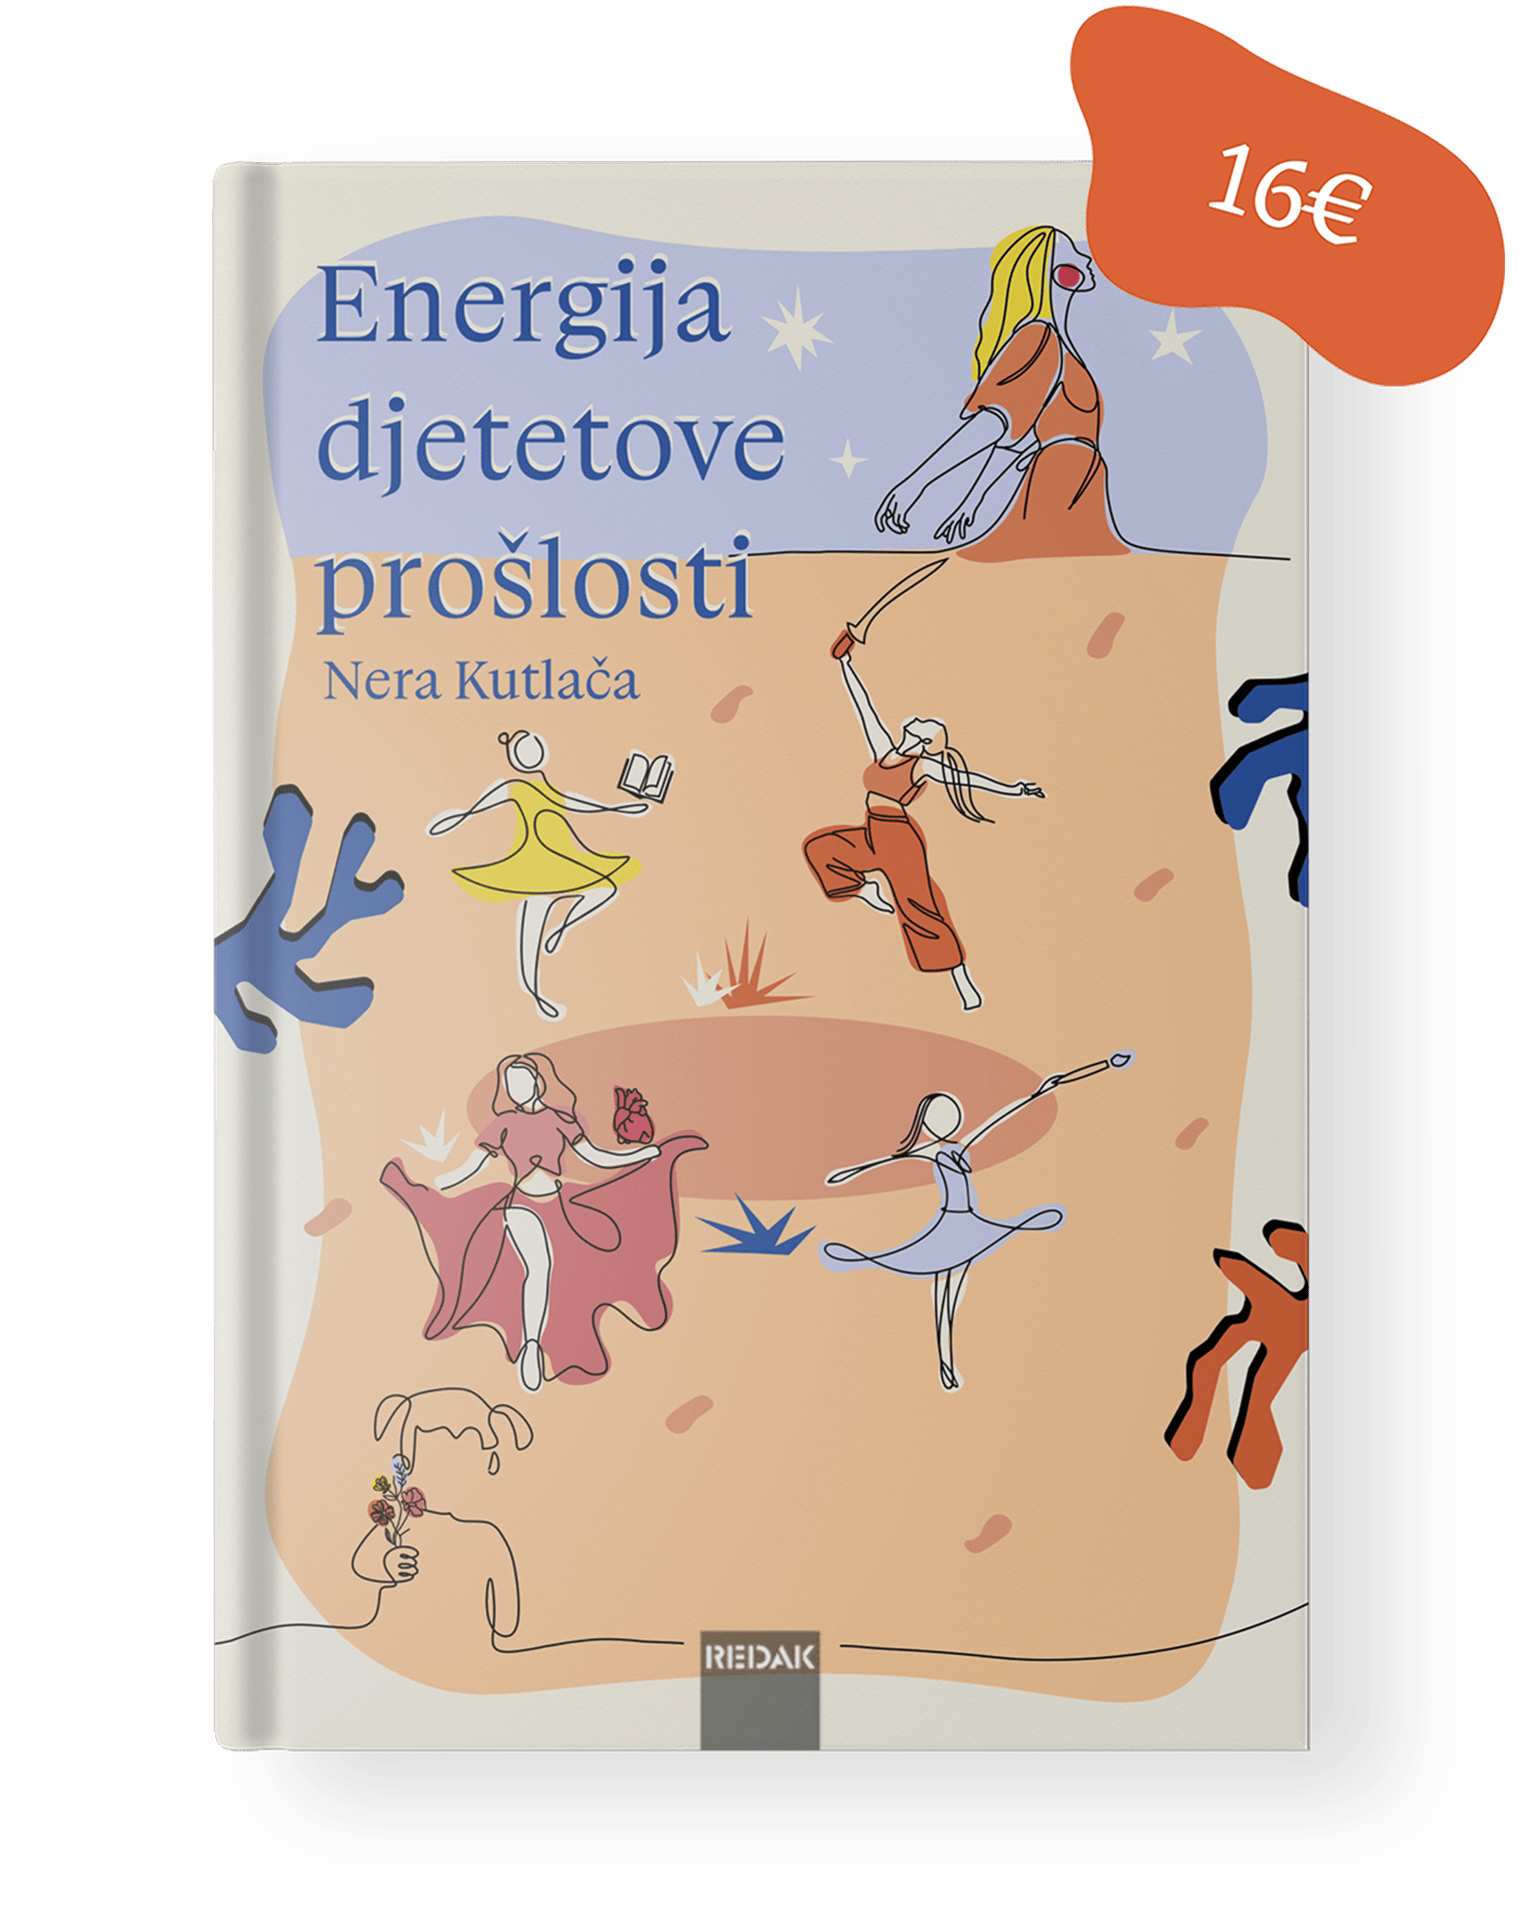 16€
Energija
djetetove
prošlosti
Nera Kutlača
REDAK